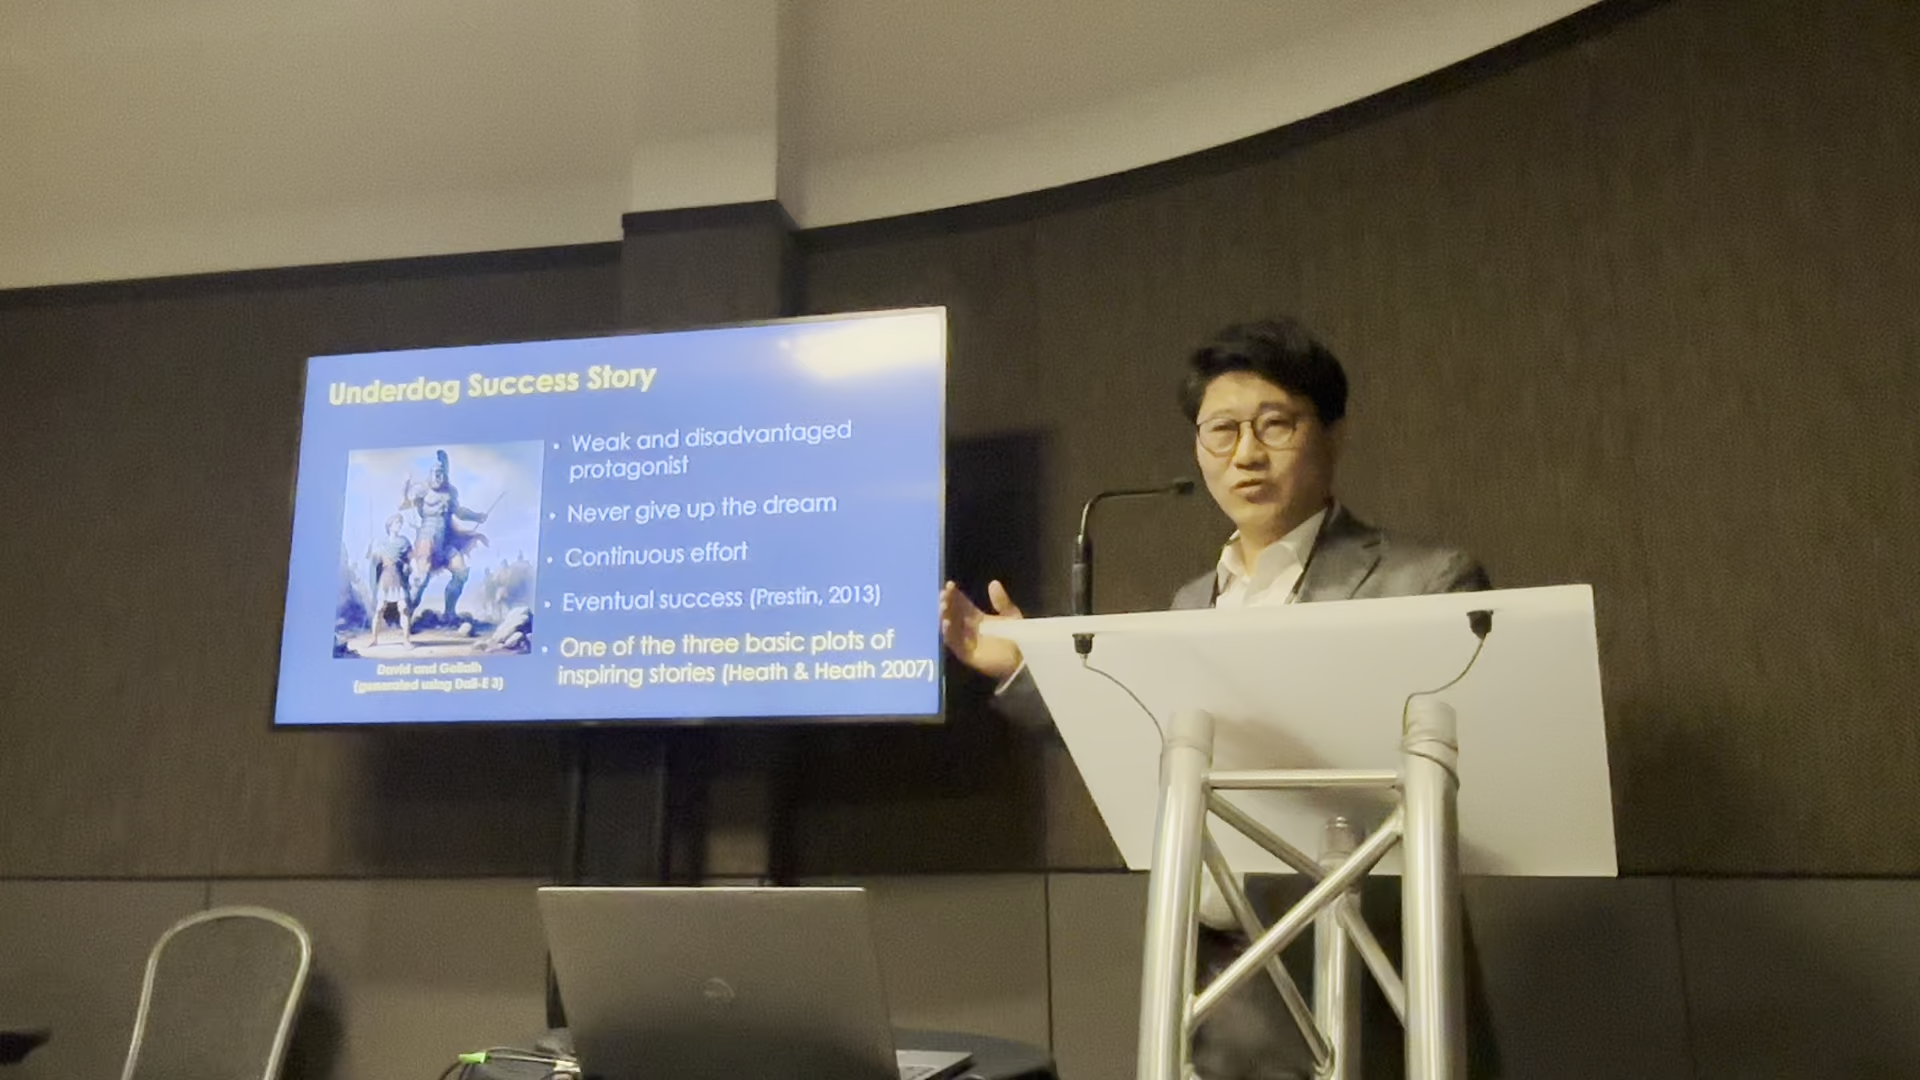 Underdog Success Story
• Weak and disadvantaged
protagonist
• Never give up the dream
• Continuous effort
• Eventual success (Prestin, 2013)
• One of the three basic plots of
inspiring stories (Heath & Heath 2007)
David and Goliath
(generated using Dall-E 3)